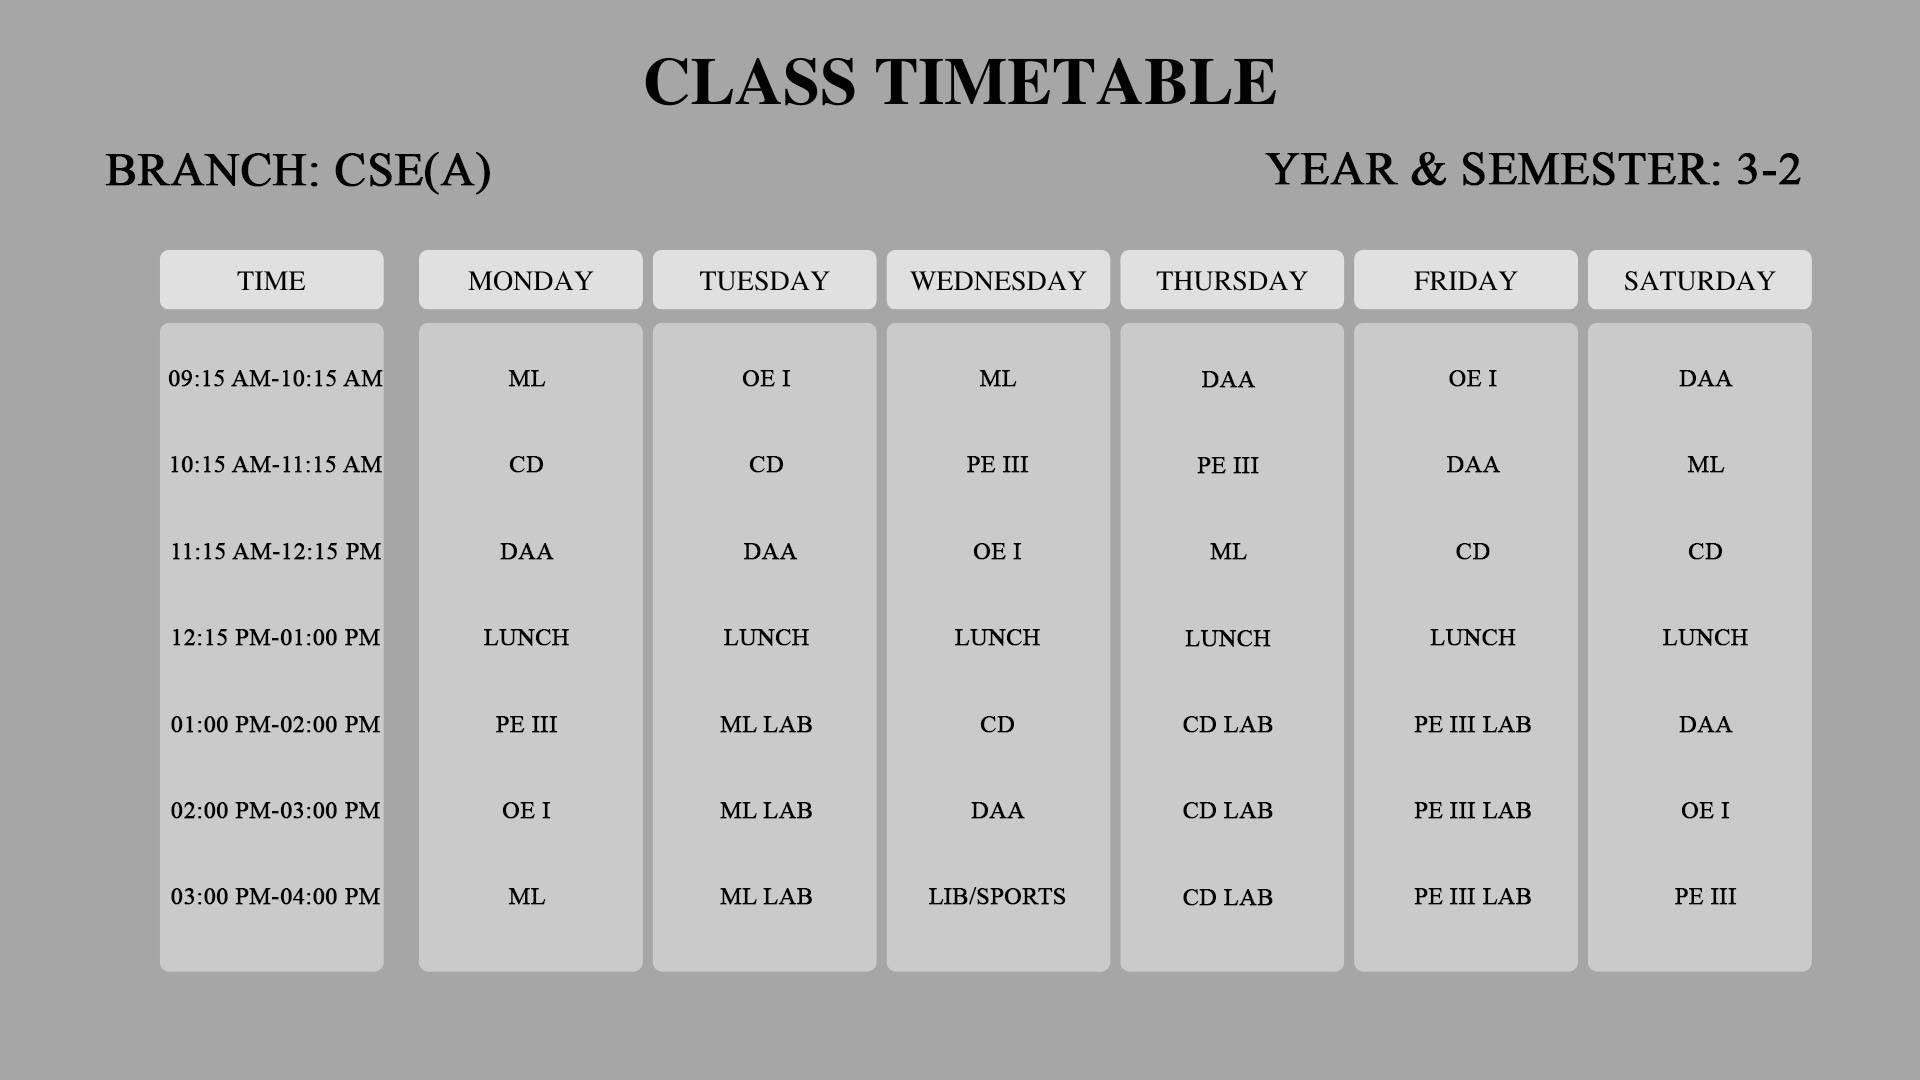 CLASS TIMETABLE
BRANCH: CSE(A) YEAR & SEMESTER: 3-2
TIME MONDAY TUESDAY WEDNESDAY THURSDAY FRIDAY SATURDAY
09:15 AM-10:15 AM ML OE I ML DAA OE I DAA
10:15 AM-11:15 AM CD CD PE III PE III DAA ML
11:15 AM-12:15 PM DAA DAA OE I ML CD CD
12:15 PM-01:00 PM LUNCH LUNCH LUNCH LUNCH LUNCH LUNCH
01:00 PM-02:00 PM PE III ML LAB CD CD LAB PE III LAB DAA
02:00 PM-03:00 PM OE I ML LAB DAA CD LAB PE III LAB OE I
03:00 PM-04:00 PM ML ML LAB LIB/SPORTS CD LAB PE III LAB PE III